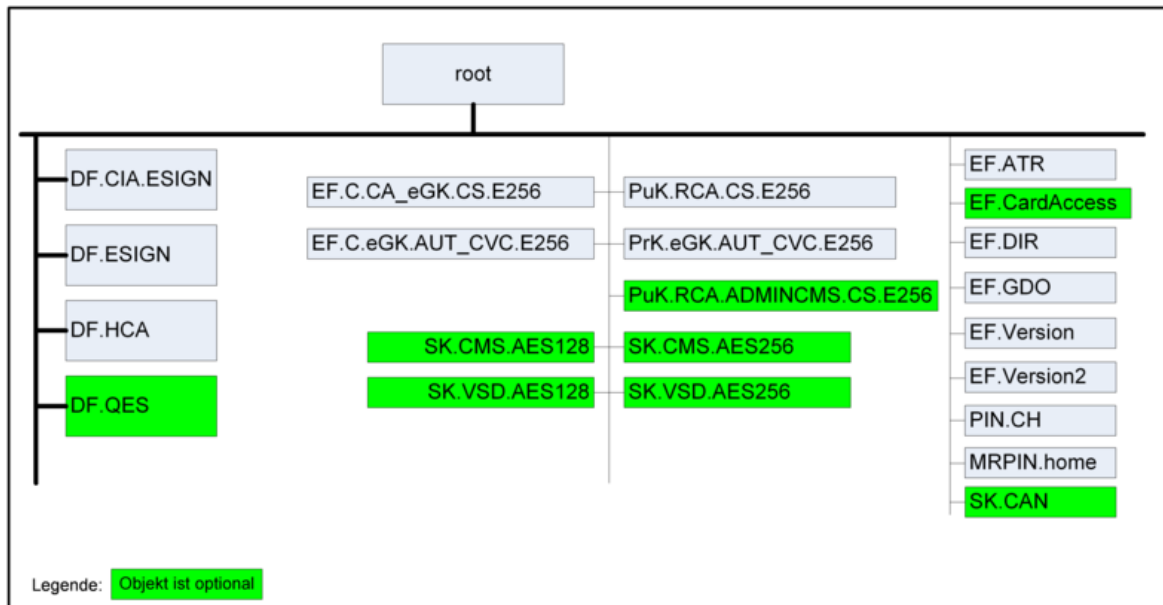 root
DF.CIA.ESIGN
DF.ESIGN
DF.HCA
DF.QES
EF.C.CA_eGK.CS.E256
PuK.RCA.CS.E256
EF.C.eGK.AUT_CVC.E256
PrK.eGK.AUT_CVC.E256
PuK.RCA.ADMINCMS.CS.E256
SK.CMS.AES128
SK.CMS.AES256
SK.VSD.AES128
SK.VSD.AES256
EF.ATR
EF.CardAccess
EF.DIR
EF.GDO
EF.Version
EF.Version2
PIN.CH
MRPIN.home
SK.CAN
Legende: Objekt ist optional